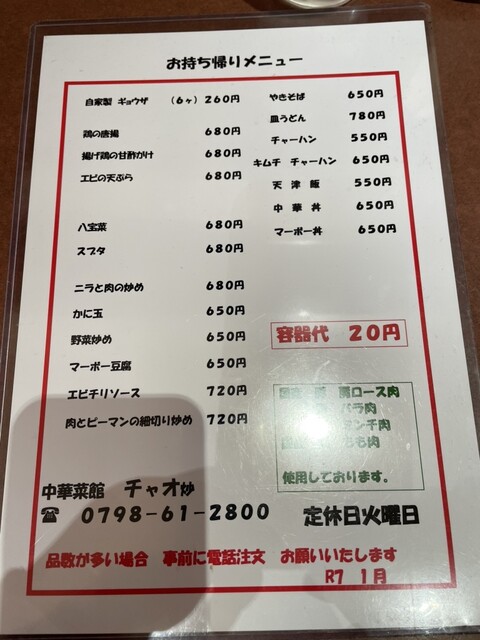 お持ち帰りメニュー
自家製 ギョウザ (6ヶ) 260円
鶏の唐揚 680円
揚げ鶏の甘酢かけ 680円
エビの天ぷら 680円
八宝菜 680円
スブタ 680円
ニラと肉の炒め 680円
かに玉 650円
野菜炒め 650円
マーボー豆腐 650円
エビチリソース 720円
肉とピーマンの細切り炒め 720円
やきそば 650円
皿うどん 780円
チャーハン 550円
キムチ チャーハン 650円
天津飯 550円
中華丼 650円
マーボー丼 650円
容器代 20円
肩ロース肉
バラ肉
ンチ肉
もも肉
使用しております。
中華菜館 チャオ炒
☎ 0798-61-2800 定休日火曜日
品数が多い場合 事前に電話注文 お願いいたします
R7 1月